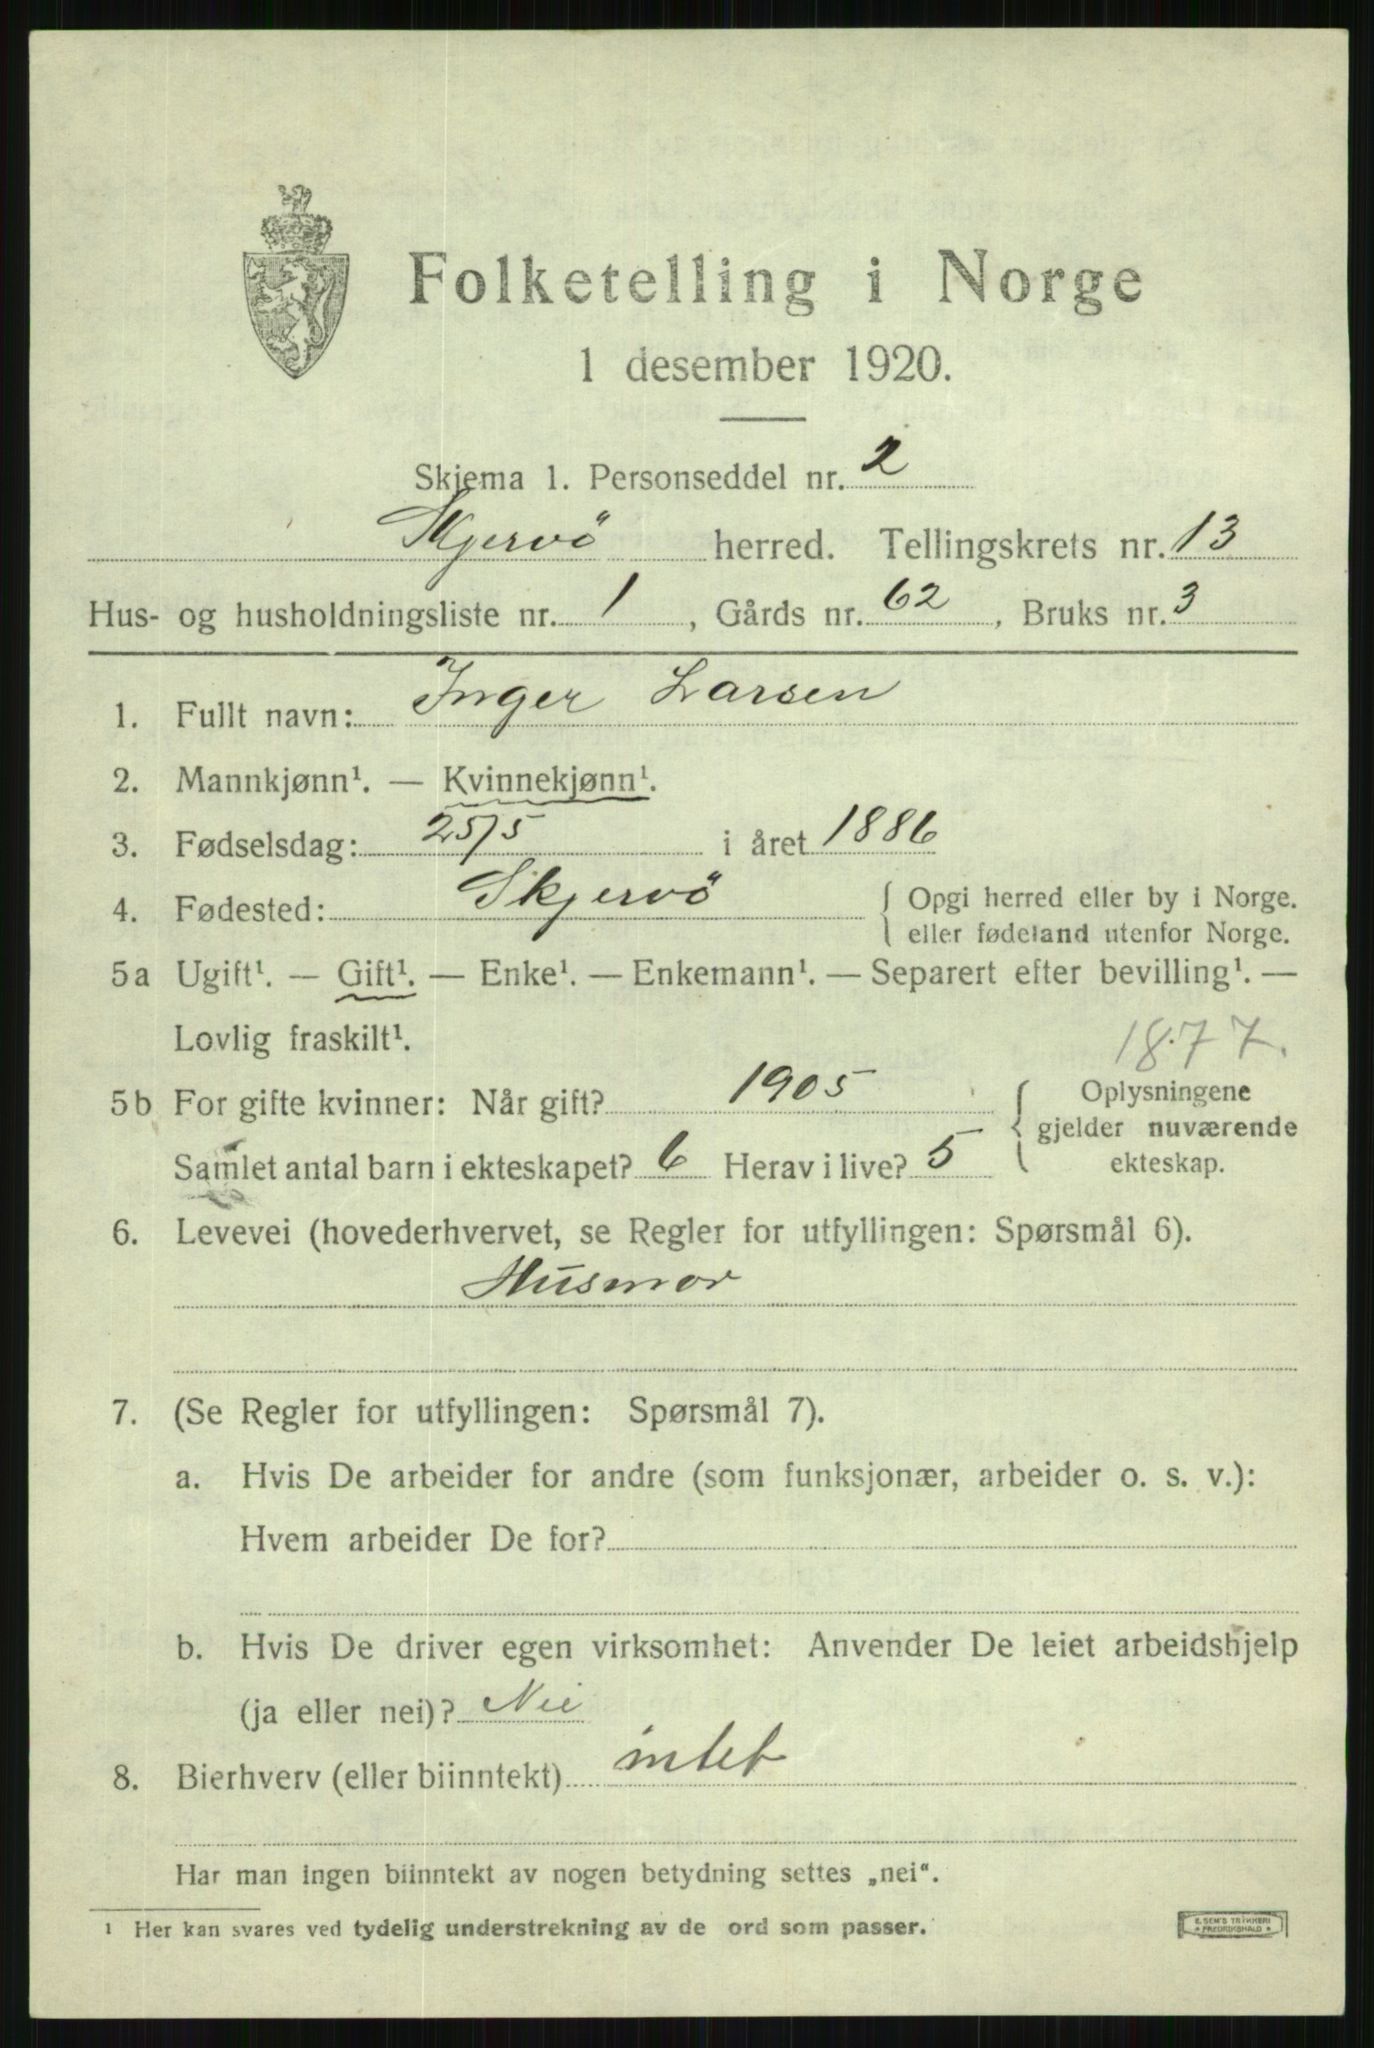 Folketelling i Norge
1 desember 1920.
Skjema 1. Personseddel nr. 2
Skjervö herred. Tellingskrets nr. 13
Hus- og husholdningsliste nr. 1, Gårds nr. 62, Bruks nr. 3
1. Fullt navn: Inger Larsen
2. Mannkjønn¹. — Kvinnekjønn¹.
3. Fødselsdag: 25/5 i året 1886
4. Fødested: Skjervö { Opgi herred eller by i Norge.
eller fødeland utenfor Norge.
5a Ugift¹. — Gift¹. — Enke¹. — Enkemann¹. — Separert efter bevilling¹. —
Lovlig fraskilt¹.
1877.
5b For gifte kvinner: Når gift? 1905 { Oplysningene
gjelder nuværende
Samlet antal barn i ekteskapet? 6 Herav i live? 5
ekteskap.
6. Levevei (hovederhvervet, se Regler for utfyllingen: Spørsmål 6).
Husmor
7. (Se Regler for utfyllingen: Spørsmål 7).
a. Hvis De arbeider for andre (som funksjonær, arbeider o. s. v.):
Hvem arbeider De for?
b. Hvis De driver egen virksomhet: Anvender De leiet arbeidshjelp
(ja eller nei)? Nei
8. Bierhverv (eller biinntekt) intet
Har man ingen biinntekt av nogen betydning settes „nei“.
¹ Her kan svares ved tydelig understrekning av de ord som passer.
E. SEM'S TRYKKERI
* FREDRIKSHALD *